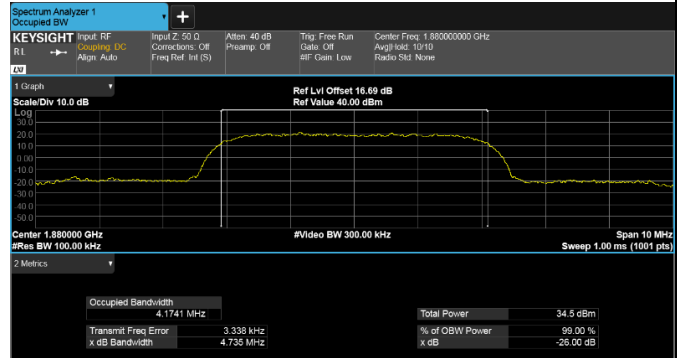 Spectrum Analyzer 1
Occupied BW
+
KEYSIGHT
RL
LXI
Input: RF
Coupling: DC
Align: Auto
Input Z: 50 Ω
Corrections: Off
Freq Ref: Int (S)
Atten: 40 dB
Preamp: Off
Trig: Free Run
Gate: Off
#IF Gain: Low
Center Freq: 1.880000000 GHz
Avg|Hold: 10/10
Radio Std: None
1 Graph
Scale/Div 10.0 dB
Ref Lvl Offset 16.69 dB
Ref Value 40.00 dBm
Log
30.0
20.0
10.0
0.00
-10.0
-20.0
-30.0
-40.0
-50.0
Center 1.880000 GHz
#Video BW 300.00 kHz
Span 10 MHz
#Res BW 100.00 kHz
Sweep 1.00 ms (1001 pts)
2 Metrics
Occupied Bandwidth
4.1741 MHz
Total Power 34.5 dBm
Transmit Freq Error 3.338 kHz
% of OBW Power 99.00 %
x dB Bandwidth 4.735 MHz
x dB -26.00 dB